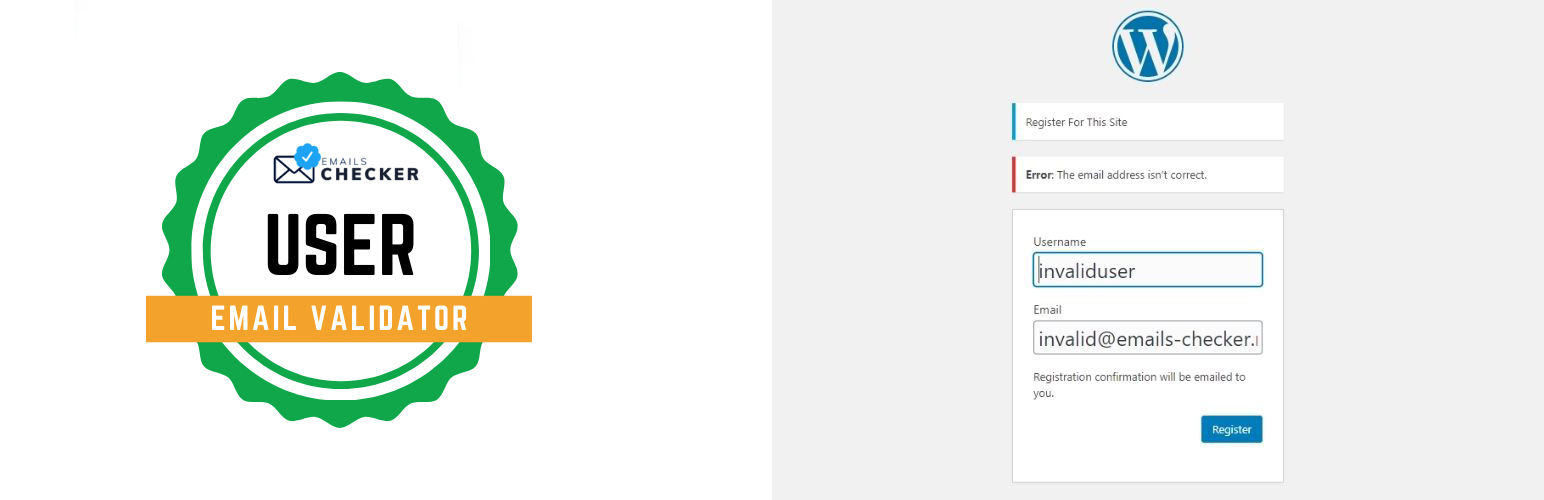 EMAILS
CHECKER
USER
EMAIL VALIDATOR
W
Register For This Site
Error: The email address isn't correct.
Username
invaliduser
Email
invalid@emails-checker.
Registration confirmation will be emailed to
you.
Register